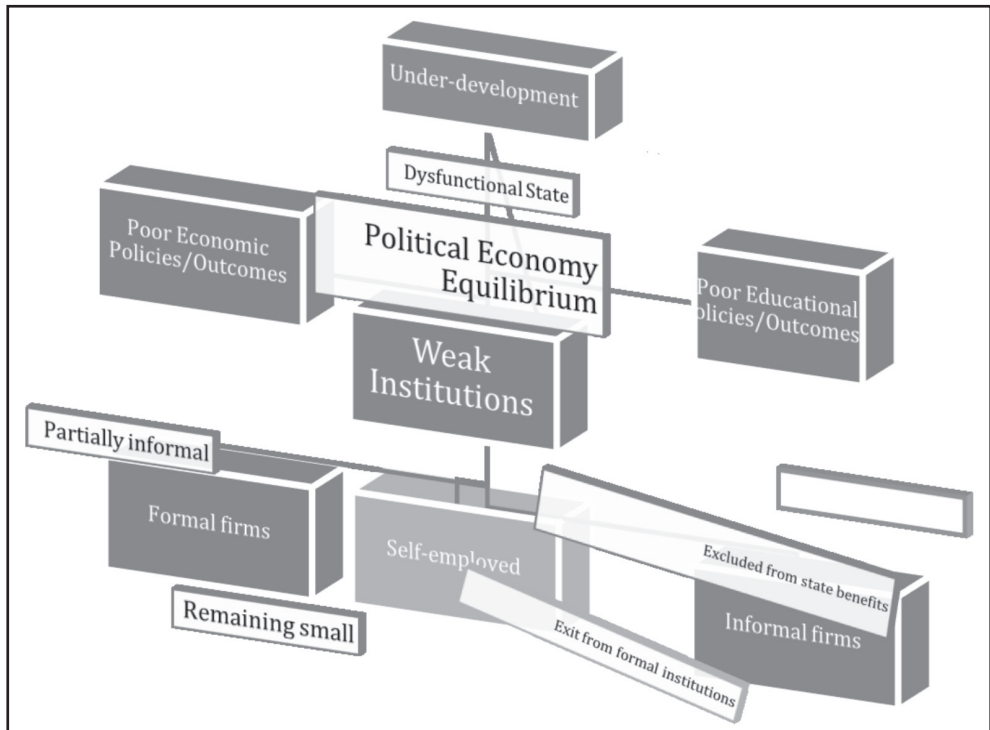 Under-development
Dysfunctional State
Poor Economic
Policies/Outcomes
Political Economy
Equilibrium
Poor Educational
olicies/Outcomes
Weak
Institutions
Partially informal
Formal firms
Self-employed
Excluded from state benefits
Informal firms
Remaining small
Exit from formal institutions